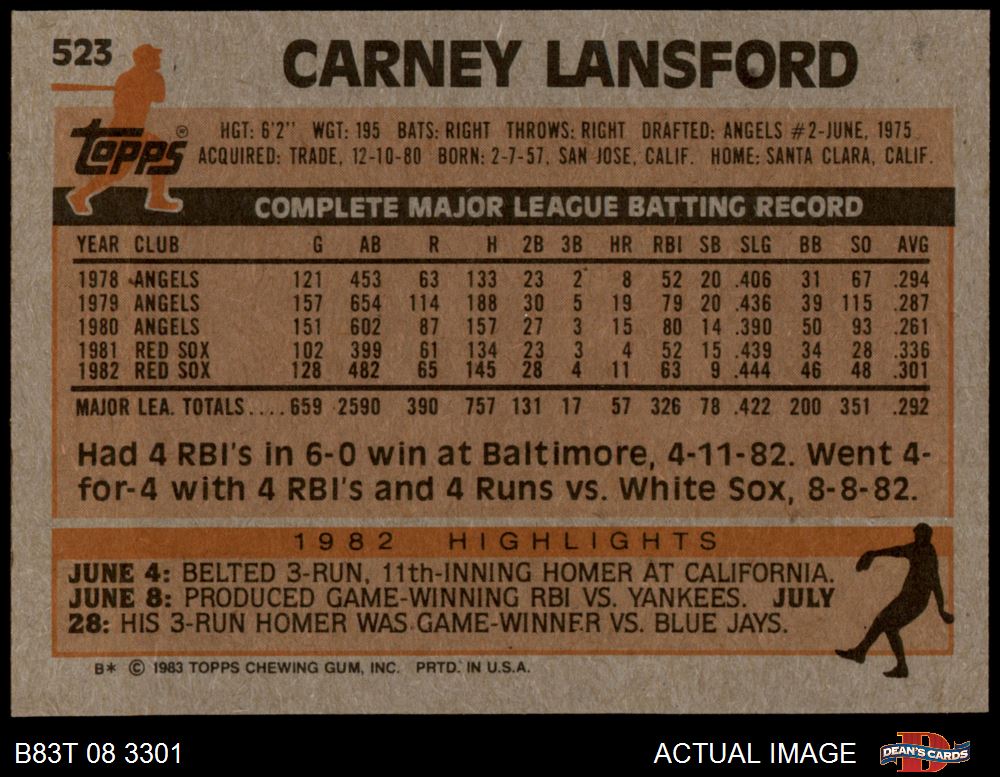 523 CARNEY LANSFORD
topps®
HGT: 6'2" WGT: 195 BATS: RIGHT THROWS: RIGHT DRAFTED: ANGELS #2-JUNE, 1975
ACQUIRED: TRADE, 12-10-80 BORN: 2-7-57, SAN JOSE, CALIF. HOME: SANTA CLARA, CALIF.
COMPLETE MAJOR LEAGUE BATTING RECORD
YEAR CLUB G AB R H 2B 3B HR RBI SB SLG BB SO AVG
1978 ANGELS 121 453 63 133 23 2 8 52 20 .406 31 67 .294
1979 ANGELS 157 654 114 188 30 5 19 79 20 .436 39 115 .287
1980 ANGELS 151 602 87 157 27 3 15 80 14 .390 50 93 .261
1981 RED SOX 102 399 61 134 23 3 4 52 15 .439 34 28 .336
1982 RED SOX 128 482 65 145 28 4 11 63 9 .444 46 48 .301
MAJOR LEA. TOTALS.... 659 2590 390 757 131 17 57 326 78 .422 200 351 .292
Had 4 RBI's in 6-0 win at Baltimore, 4-11-82. Went 4-
for-4 with 4 RBI's and 4 Runs vs. White Sox, 8-8-82.
1982 HIGHLIGHTS
JUNE 4: BELTED 3-RUN, 11th-INNING HOMER AT CALIFORNIA.
JUNE 8: PRODUCED GAME-WINNING RBI VS. YANKEES. JULY
28: HIS 3-RUN HOMER WAS GAME-WINNER VS. BLUE JAYS.
B* © 1983 TOPPS CHEWING GUM, INC. PRTD. IN U.S.A.
B83T 08 3301 ACTUAL IMAGE DEAN'S CARDS